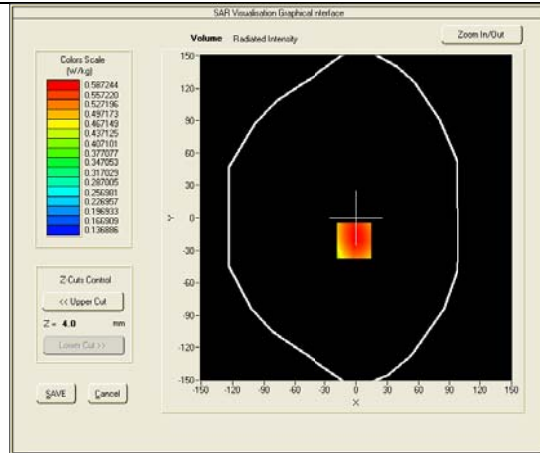 SAR Visualisation Graphical nterface
Volume Radiated Intensity
Zoom In/Out
Colors Scale
(W/kg)
0.587244
0.557220
0.527196
0.497173
0.467149
0.437125
0.407101
0.377077
0.347053
0.317029
0.287005
0.256981
0.226957
0.196933
0.166909
0.136886
Z-Cuts Control
<< Upper Cut
Z = 4.0 mm
Lower Cut >>
SAVE
Cancel
150
120
90
60
30
0
-30
-60
-90
-120
-150
Y
-150 -120 -90 -60 -30 0 30 60 90 120 150
X